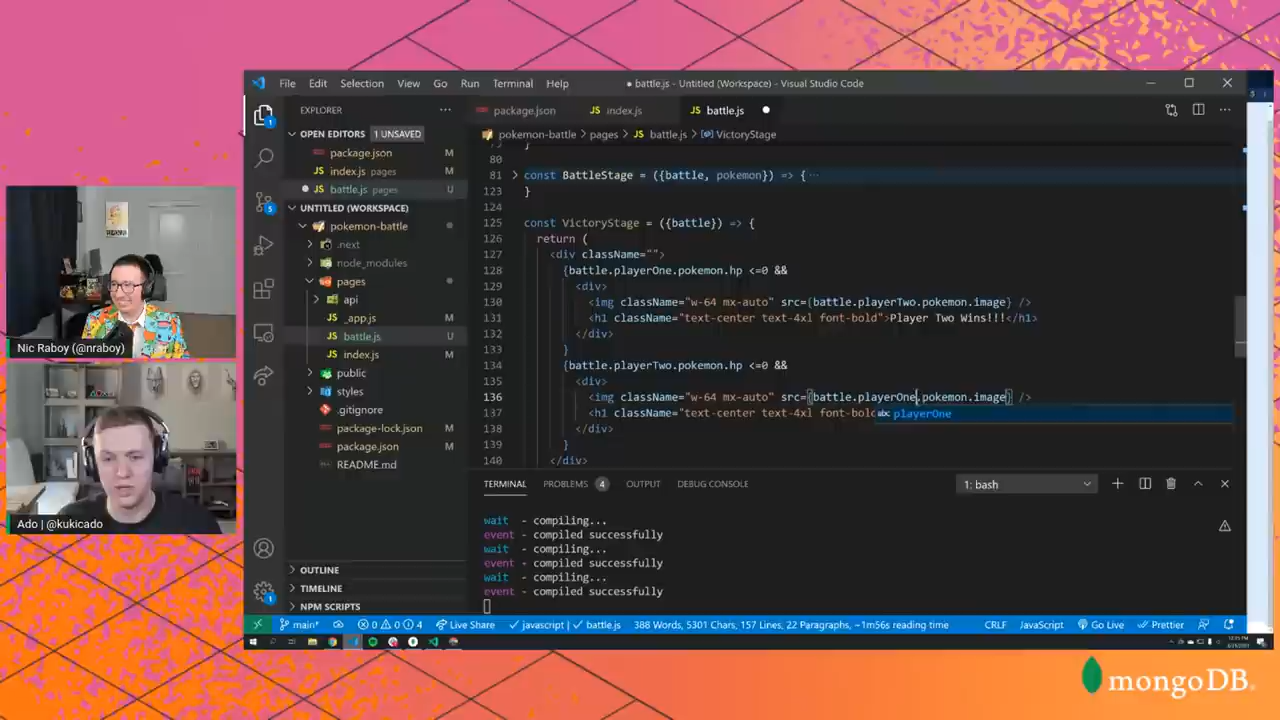 File Edit Selection View Go Run Terminal Help
● battle.js - Untitled (Workspace) - Visual Studio Code
EXPLORER
OPEN EDITORS 1 UNSAVED
package.json M
index.js pages M
battle.js pages U
UNTITLED (WORKSPACE)
pokemon-battle
.next
node_modules
pages
api
_app.js
battle.js U
index.js M
public
styles
.gitignore
package-lock.json M
package.json M
README.md
OUTLINE
TIMELINE
NPM SCRIPTS
package.json
index.js
battle.js
pokemon-battle > pages > battle.js > VictoryStage
80
81 const BattleStage = ({battle, pokemon}) => { ...
123 }
124
125 const VictoryStage = ({battle}) => {
126 return (
127 <div className="">
128 {battle.playerOne.pokemon.hp <=0 &&
129 <div>
130 <img className="w-64 mx-auto" src={battle.playerTwo.pokemon.image} />
131 <h1 className="text-center text-4xl font-bold">Player Two Wins!!!</h1>
132 </div>
133 }
134 {battle.playerTwo.pokemon.hp <=0 &&
135 <div>
136 <img className="w-64 mx-auto" src={battle.playerOne.pokemon.image} />
137 <h1 className="text-center text-4xl font-bold
abc playerOne
138 </div>
139 }
140 </div>
TERMINAL PROBLEMS 4 OUTPUT DEBUG CONSOLE
1: bash
wait - compiling...
event - compiled successfully
wait - compiling...
event - compiled successfully
wait - compiling...
event - compiled successfully
main* 0 0 4 Live Share javascript | battle.js 388 Words, 5301 Chars, 157 Lines, 22 Paragraphs, ~1m56s reading time CRLF JavaScript Go Live Prettier
Nic Raboy (@nraboy)
Ado | @kukicado
mongoDB.